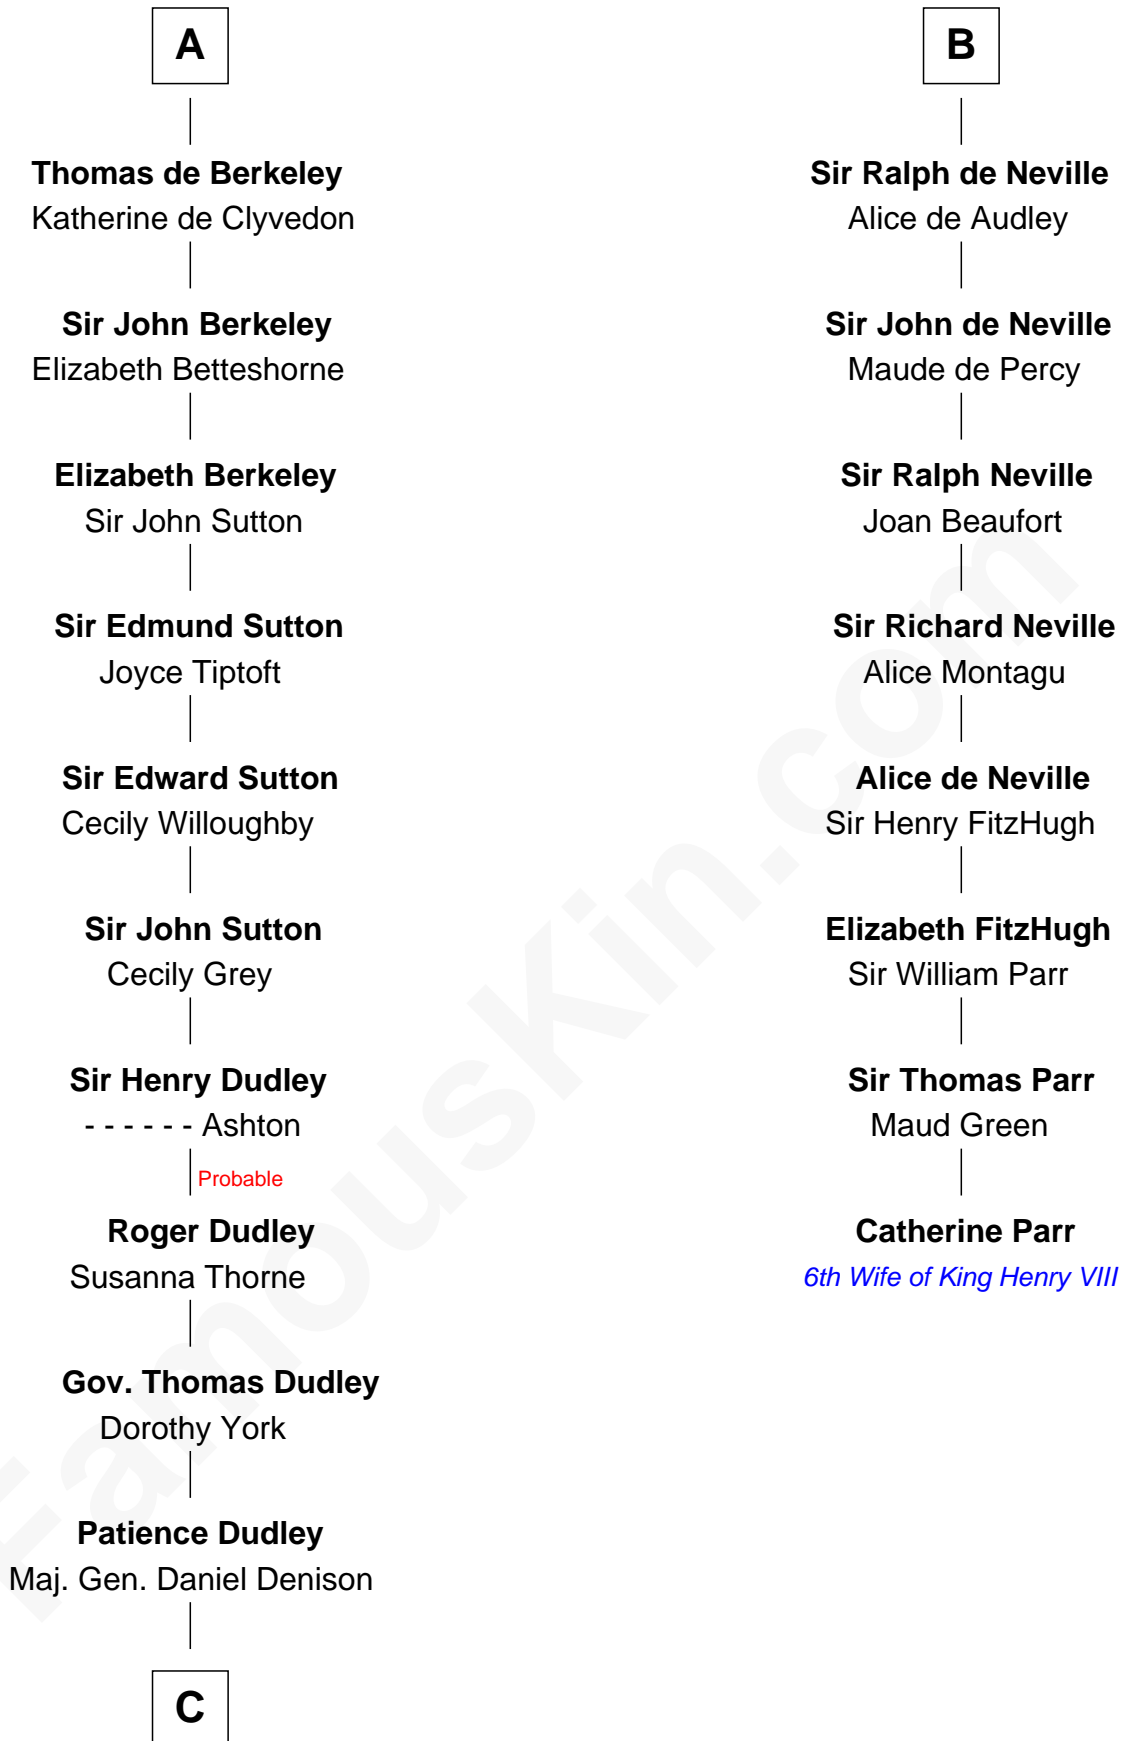 A
Thomas de Berkeley
Katherine de Clyvedon
Sir John Berkeley
Elizabeth Betteshorne
Elizabeth Berkeley
Sir John Sutton
Sir Edmund Sutton
Joyce Tiptoft
Sir Edward Sutton
Cecily Willoughby
Sir John Sutton
Cecily Grey
Sir Henry Dudley
- - - - - - Ashton
Probable
Roger Dudley
Susanna Thorne
Gov. Thomas Dudley
Dorothy York
Patience Dudley
Maj. Gen. Daniel Denison
C
B
Sir Ralph de Neville
Alice de Audley
Sir John de Neville
Maude de Percy
Sir Ralph Neville
Joan Beaufort
Sir Richard Neville
Alice Montagu
Alice de Neville
Sir Henry FitzHugh
Elizabeth FitzHugh
Sir William Parr
Sir Thomas Parr
Maud Green
Catherine Parr
6th Wife of King Henry VIII
FamousKin.com